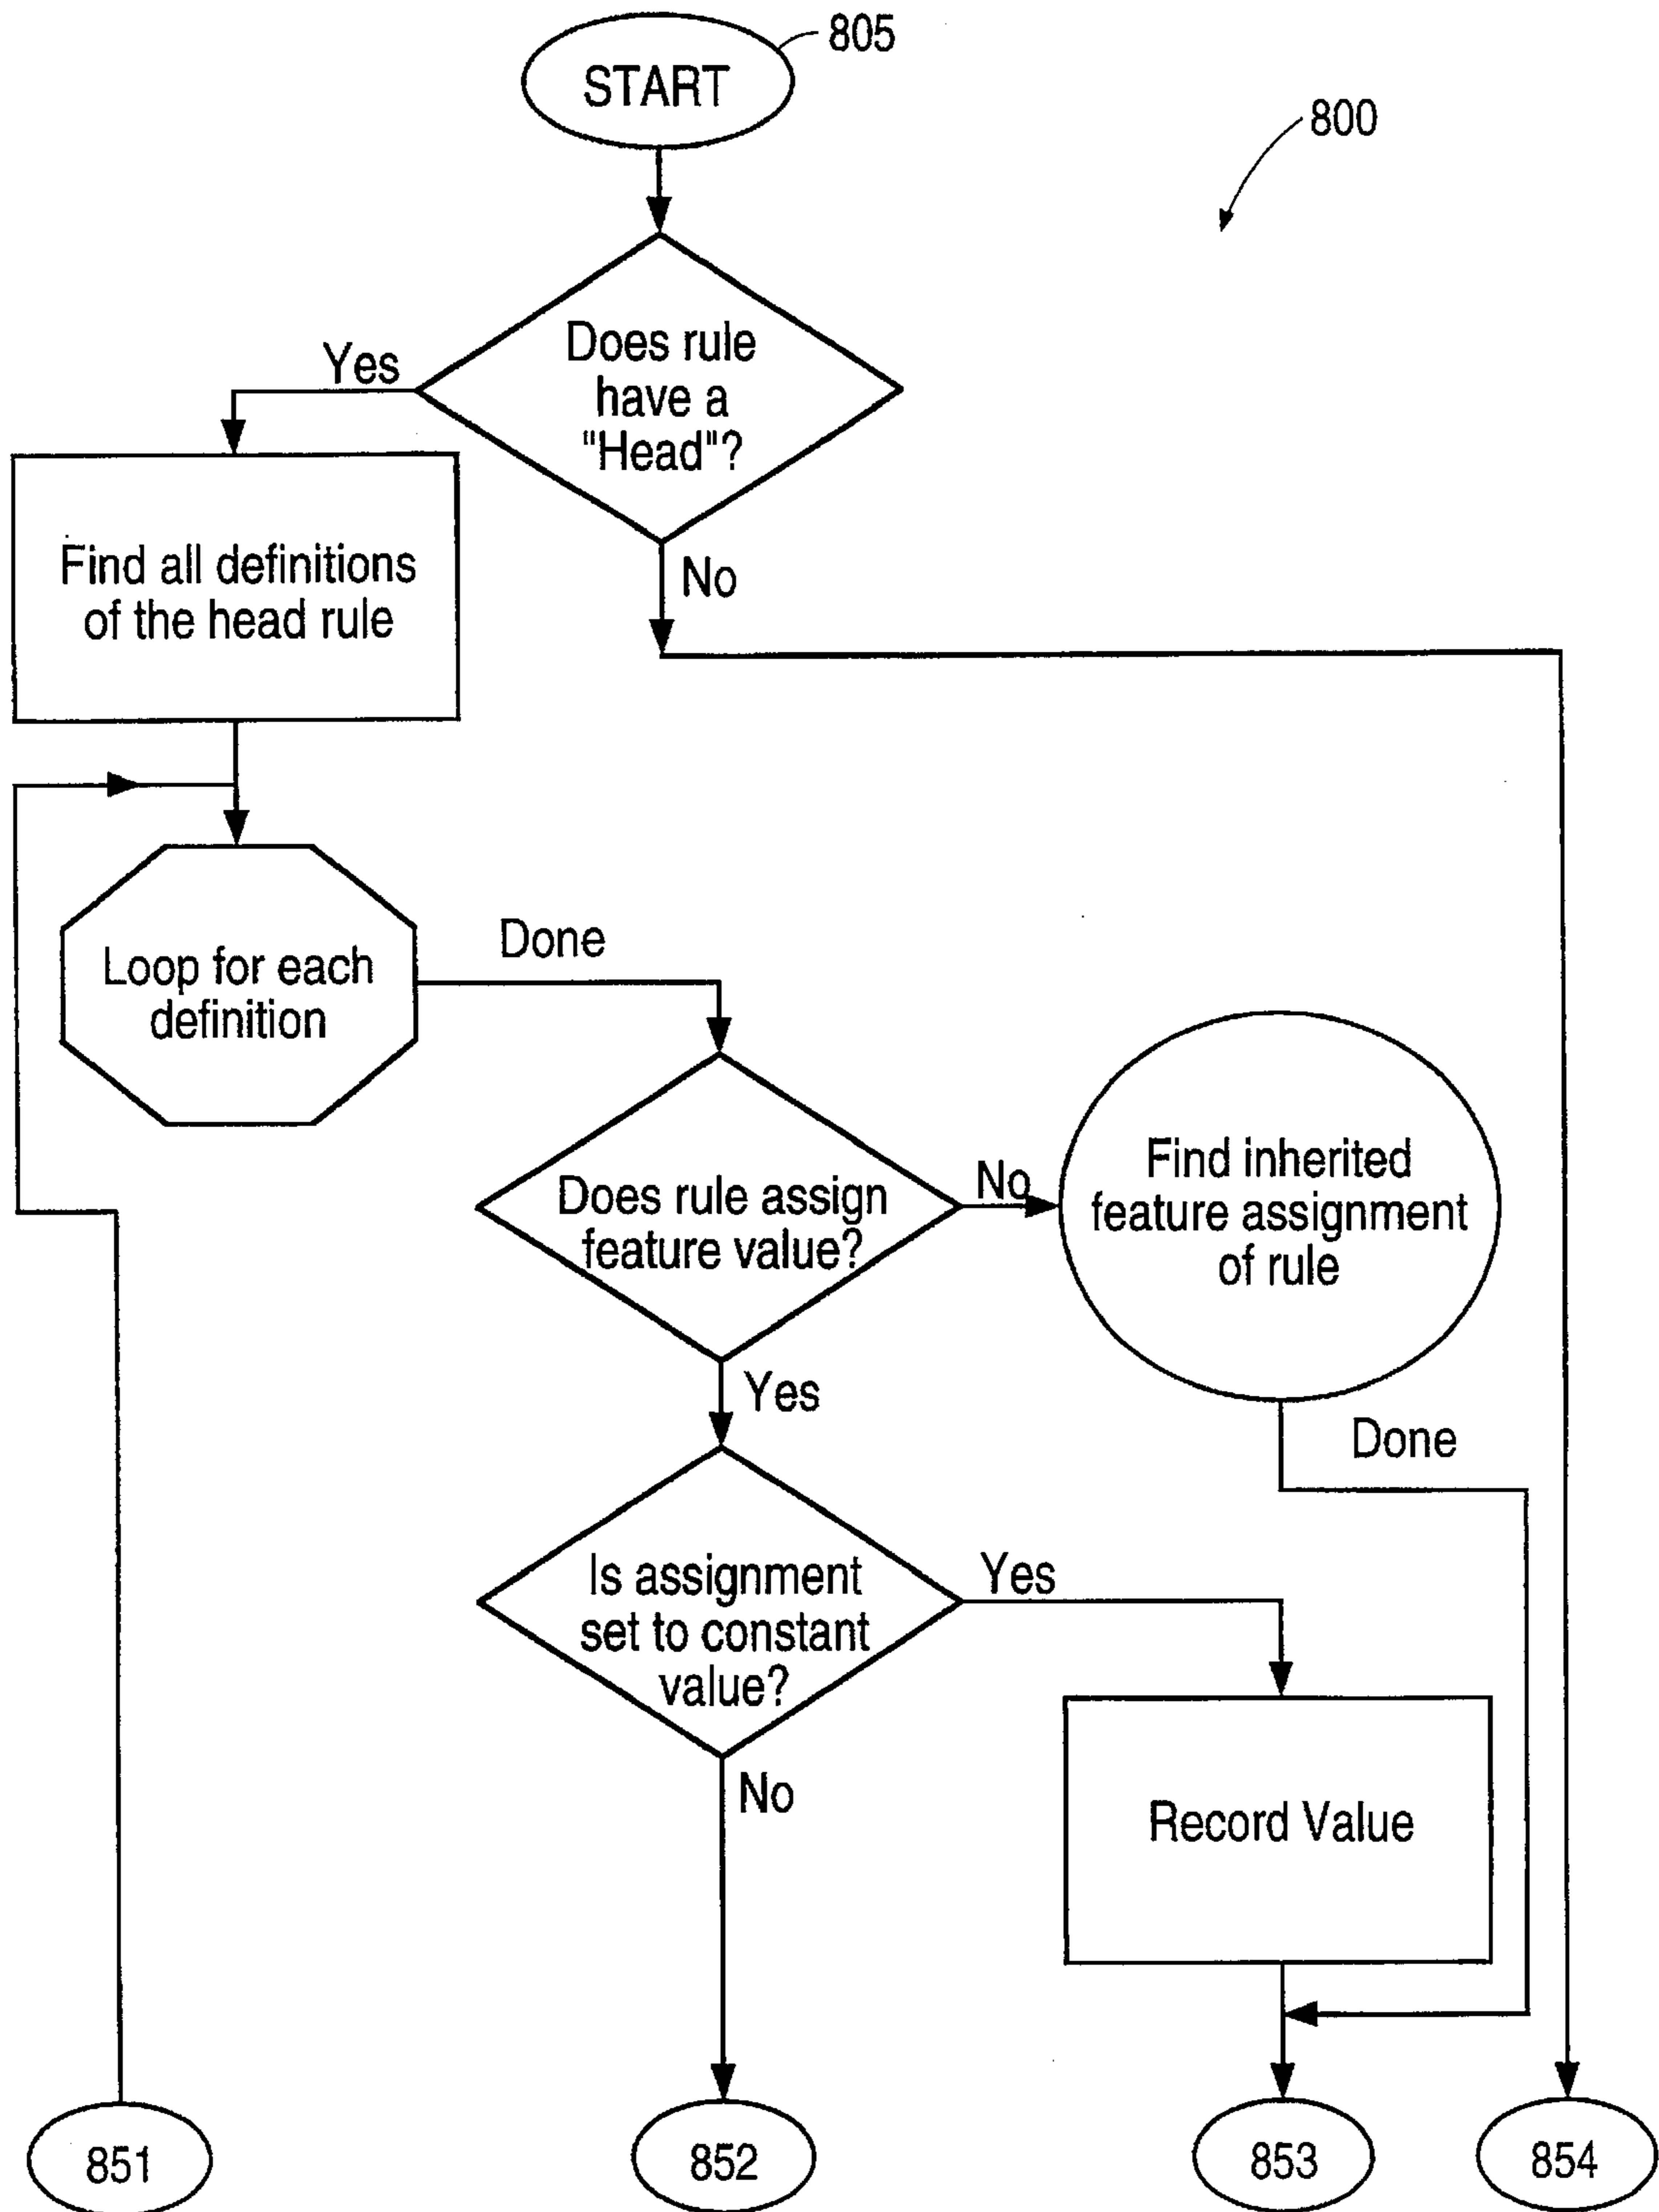 805
START
800
Does rule
have a
"Head"?
Yes
No
Find all definitions
of the head rule
Loop for each
definition
Done
Does rule assign
feature value?
No
Find inherited
feature assignment
of rule
Yes
Done
Is assignment
set to constant
value?
Yes
No
Record Value
851
852
853
854